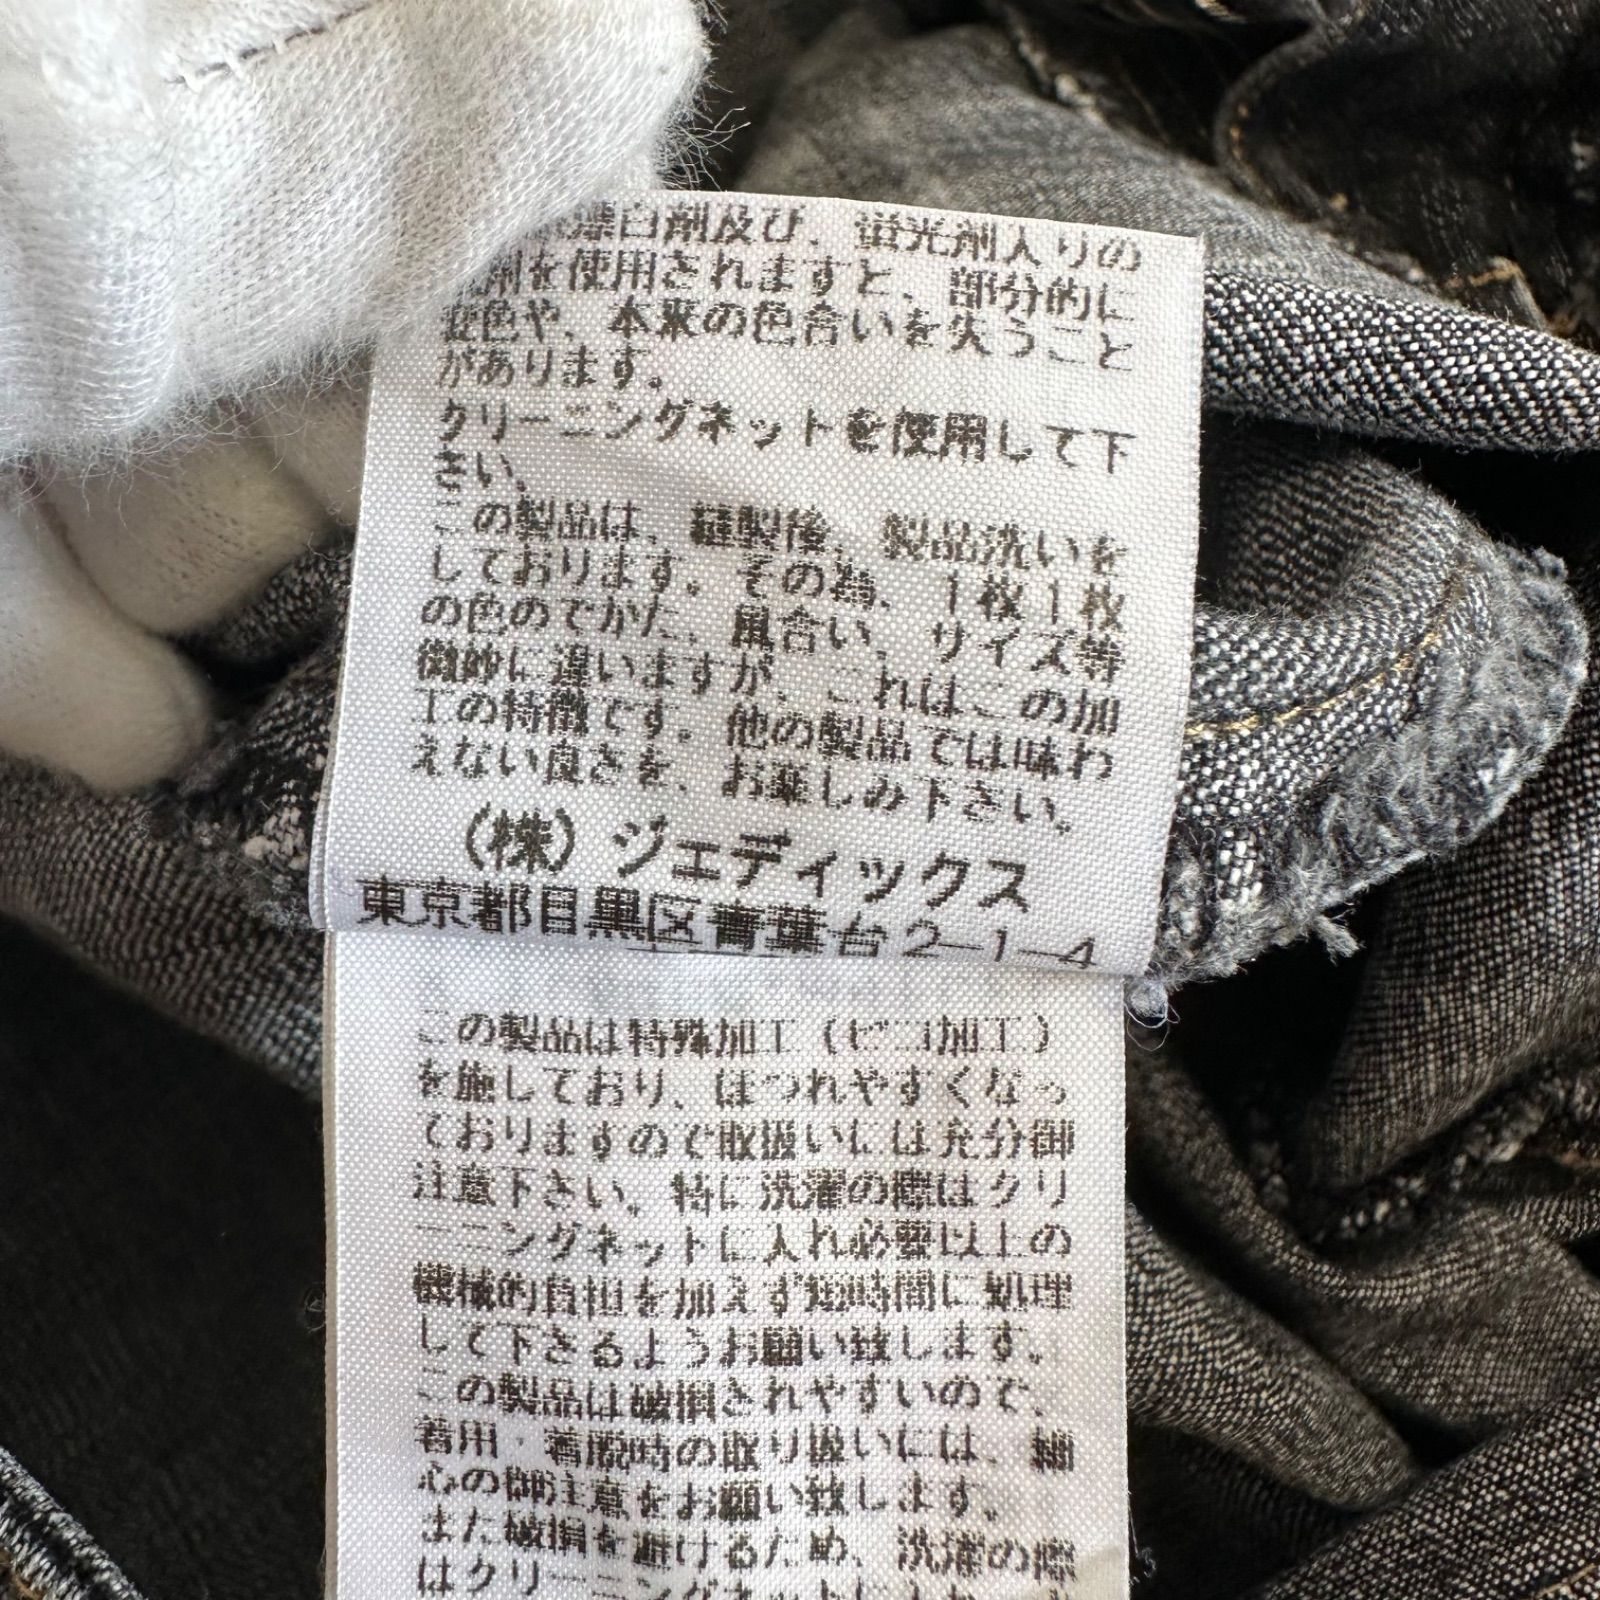 漂白剤及び、蛍光剤入りの
剤を使用されますと、部分的に
変色や、本来の色合いを失うこと
があります。
クリーニングネットを使用して下
さい。
この製品は、縫製後、製品洗いを
しております。その為、1枚1枚
の色のでかた、風合い、サイズ等
微妙に違いますが、これはこの加
工の特徴です。他の製品では味わ
えない良さを、お楽しみ下さい。
(株)ジェディックス
東京都目黒区青葉台2-1-4
この製品は特殊加工(ピコ加工)
を施しており、ほつれやすくなっ
ておりますので取扱いには充分御
注意下さい。特に洗濯の際はクリ
ーニングネットに入れ必要以上の
機械的負担を加えず短時間に処理
して下さるようお願い致します。
この製品は破損されやすいので、
着用・着脱時の取り扱いには、細
心の御注意をお願い致します。
また破損を避けるため、洗濯の際
はクリーニングネットに入れ